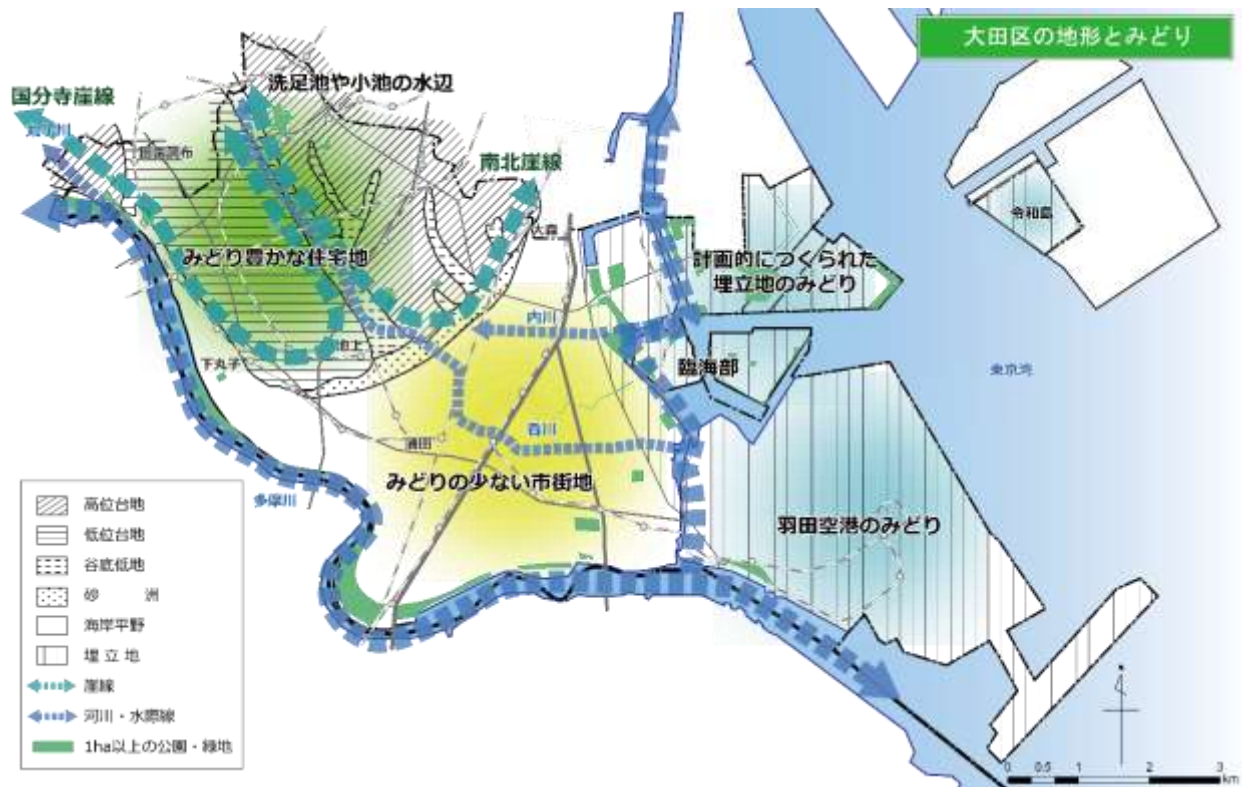 大田区の地形とみどり
洗足池や小池の水辺
国分寺崖線
丸子川
田園調布
南北崖線
大森
令和島
みどり豊かな住宅地
計画的につくられた
埋立地のみどり
内川
池上
下丸子
臨海部
東京湾
呑川
蒲田
みどりの少ない市街地
多摩川
羽田空港のみどり
高位台地
低位台地
谷底低地
砂 洲
海岸平野
埋立地
崖線
河川・水際線
1ha以上の公園・緑地
0 0.5 1 2 3
km